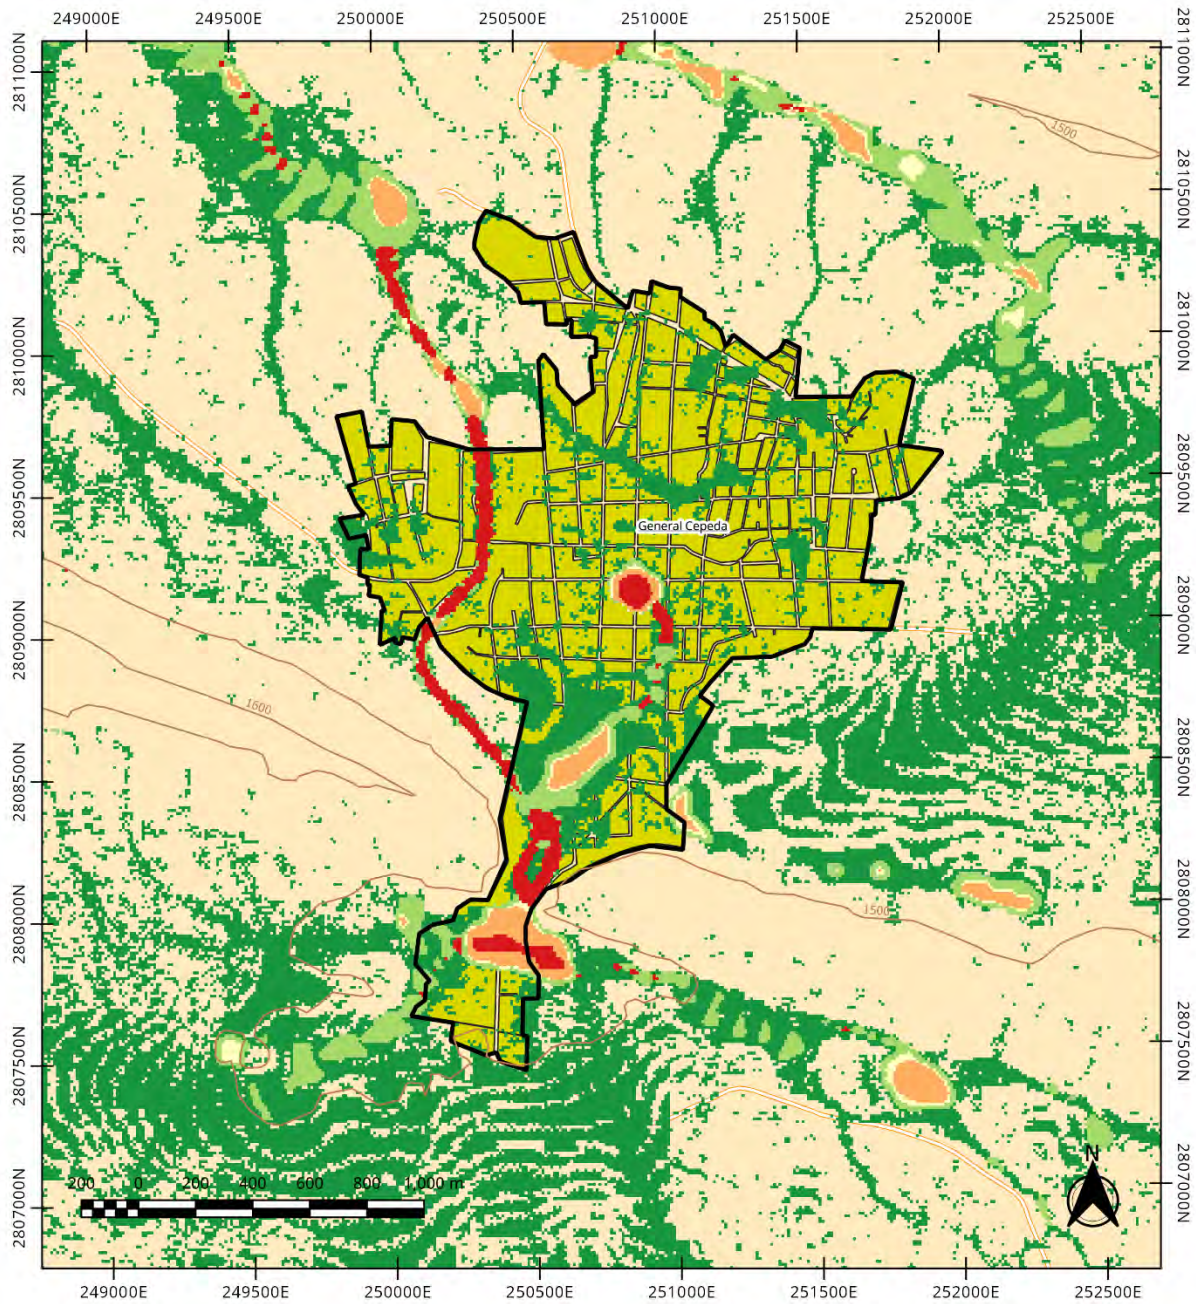 249000E 249500E 250000E 250500E 251000E 251500E 252000E 252500E
2811000N 2811000N
1500
2810500N 2810500N
2810000N 2810000N
2809500N 2809500N
General Cepeda
2809000N 2809000N
1600
2808500N 2808500N
1500
2808000N 2808000N
2807500N 2807500N
N
200 0 200 400 600 800 1,000 m
2807000N 2807000N
249000E 249500E 250000E 250500E 251000E 251500E 252000E 252500E